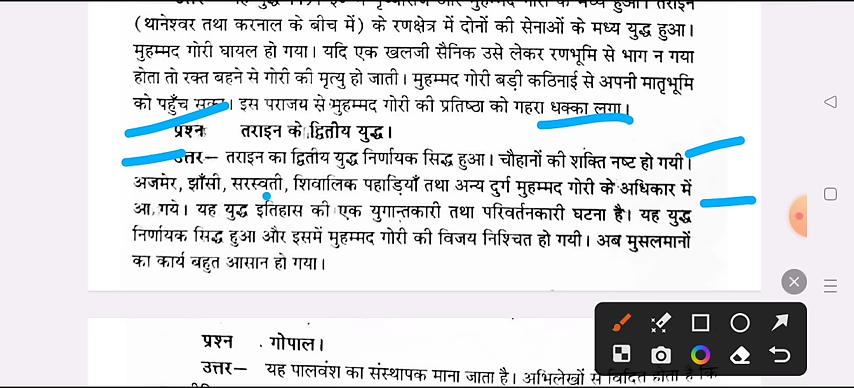 के मध्य युद्ध हुआ। तराइन
(थानेश्वर तथा करनाल के बीच में) के रणक्षेत्र में दोनों की सेनाओं के मध्य युद्ध हुआ।
मुहम्मद गोरी घायल हो गया। यदि एक खलजी सैनिक उसे लेकर रणभूमि से भाग न गया
होता तो रक्त बहने से गोरी की मृत्यु हो जाती। मुहम्मद गोरी बड़ी कठिनाई से अपनी मातृभूमि
को पहुँच सका। इस पराजय से मुहम्मद गोरी की प्रतिष्ठा को गहरा धक्का लगा।
प्रश्न तराइन के द्वितीय युद्ध।
उत्तर– तराइन का द्वितीय युद्ध निर्णायक सिद्ध हुआ। चौहानों की शक्ति नष्ट हो गयी।
अजमेर, झाँसी, सरस्वती, शिवालिक पहाड़ियाँ तथा अन्य दुर्ग मुहम्मद गोरी के अधिकार में
आ गये। यह युद्ध इतिहास की एक युगान्तकारी तथा परिवर्तनकारी घटना है। यह युद्ध
निर्णायक सिद्ध हुआ और इसमें मुहम्मद गोरी की विजय निश्चित हो गयी। अब मुसलमानों
का कार्य बहुत आसान हो गया।
प्रश्न गोपाल।
उत्तर– यह पालवंश का संस्थापक माना जाता है। अभिलेखों से विदित होता है कि